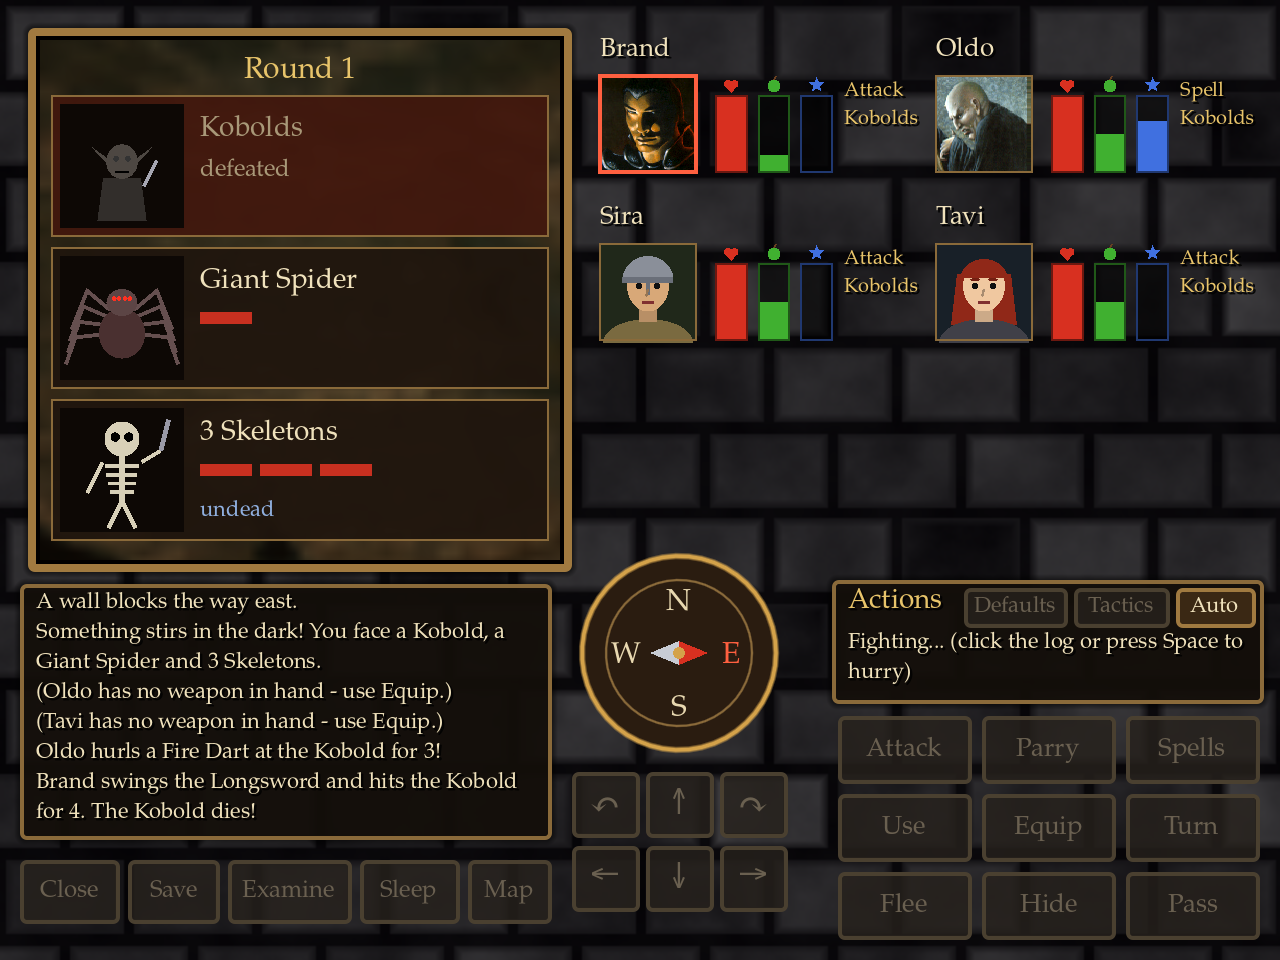 Round 1
Kobolds
defeated
Giant Spider
3 Skeletons
undead
Brand
Attack
Kobolds
Oldo
Spell
Kobolds
Sira
Attack
Kobolds
Tavi
Attack
Kobolds
A wall blocks the way east.
Something stirs in the dark! You face a Kobold, a
Giant Spider and 3 Skeletons.
(Oldo has no weapon in hand - use Equip.)
(Tavi has no weapon in hand - use Equip.)
Oldo hurls a Fire Dart at the Kobold for 3!
Brand swings the Longsword and hits the Kobold
for 4. The Kobold dies!
Close Save Examine Sleep Map
N
W E
S
Actions Defaults Tactics Auto
Fighting... (click the log or press Space to
hurry)
Attack Parry Spells
Use Equip Turn
Flee Hide Pass